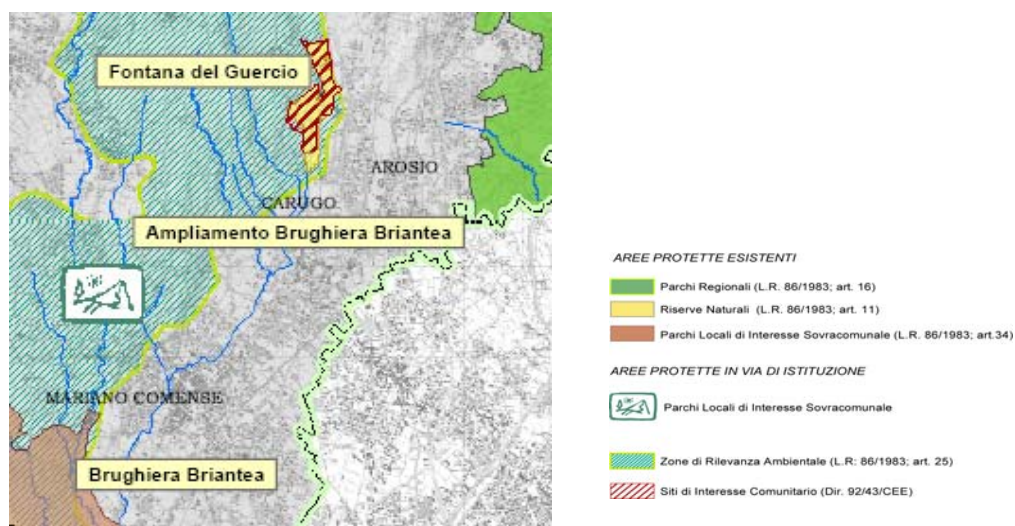 Fontana del Guercio
AROSIO
CARUGO
Ampliamento Brughiera Briantea
MARIANO COMENSE
Brughiera Briantea
AREE PROTETTE ESISTENTI
Parchi Regionali (L.R. 86/1983; art. 16)
Riserve Naturali (L.R. 86/1983; art. 11)
Parchi Locali di Interesse Sovracomunale (L.R. 86/1983; art.34)
AREE PROTETTE IN VIA DI ISTITUZIONE
Parchi Locali di Interesse Sovracomunale
Zone di Rilevanza Ambientale (L.R: 86/1983; art. 25)
Siti di Interesse Comunitario (Dir. 92/43/CEE)